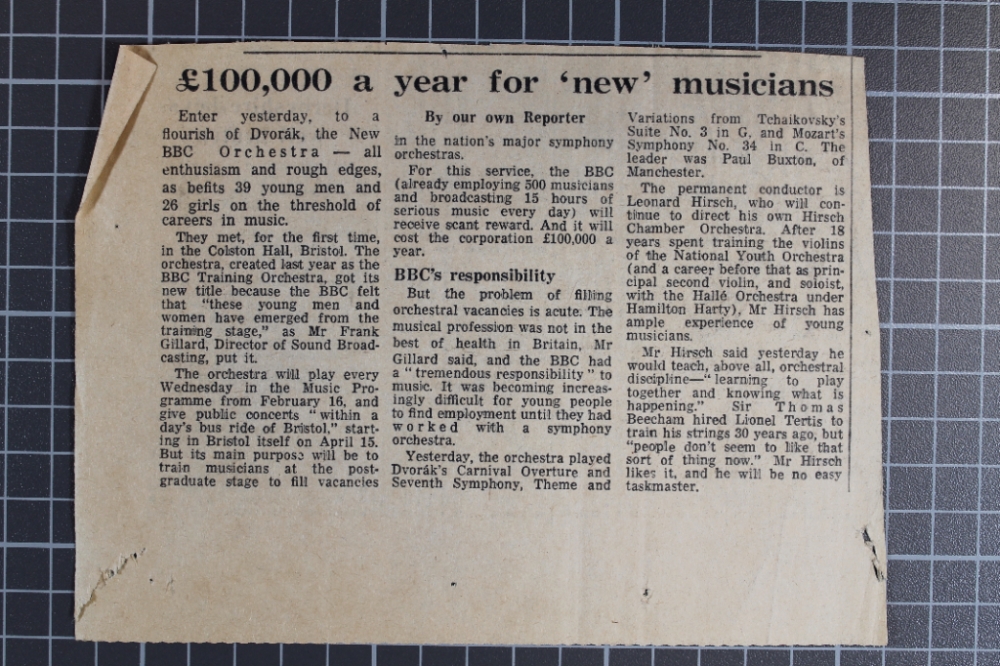 £100,000 a year for ‘new’ musicians
Enter yesterday, to a
flourish of Dvorák, the New
BBC Orchestra — all
enthusiasm and rough edges,
as befits 39 young men and
26 girls on the threshold of
careers in music.
They met, for the first time,
in the Colston Hall, Bristol. The
orchestra, created last year as the
BBC Training Orchestra, got its
new title because the BBC felt
that "these young men and
women have emerged from the
training stage," as Mr Frank
Gillard, Director of Sound Broad-
casting, put it.
The orchestra will play every
Wednesday in the Music Pro-
gramme from February 16, and
give public concerts "within a
day's bus ride of Bristol," start-
ing in Bristol itself on April 15.
But its main purpose will be to
train musicians at the post-
graduate stage to fill vacancies
By our own Reporter
in the nation's major symphony
orchestras.
For this service, the BBC
(already employing 500 musicians
and broadcasting 15 hours of
serious music every day) will
receive scant reward. And it will
cost the corporation £100,000 a
year.
BBC's responsibility
But the problem of filling
orchestral vacancies is acute. The
musical profession was not in the
best of health in Britain, Mr
Gillard said, and the BBC had
a "tremendous responsibility" to
music. It was becoming increas-
ingly difficult for young people
to find employment until they had
worked with a symphony
orchestra.
Yesterday, the orchestra played
Dvorák's Carnival Overture and
Seventh Symphony, Theme and
Variations from Tchaikovsky's
Suite No. 3 in G, and Mozart's
Symphony No. 34 in C. The
leader was Paul Buxton, of
Manchester.
The permanent conductor is
Leonard Hirsch, who will con-
tinue to direct his own Hirsch
Chamber Orchestra. After 18
years spent training the violins
of the National Youth Orchestra
(and a career before that as prin-
cipal second violin, and soloist,
with the Hallé Orchestra under
Hamilton Harty), Mr Hirsch has
ample experience of young
musicians.
Mr Hirsch said yesterday he
would teach, above all, orchestral
discipline—"learning to play
together and knowing what is
happening." Sir Thomas
Beecham hired Lionel Tertis to
train his strings 30 years ago, but
"people don't seem to like that
sort of thing now." Mr Hirsch
likes it, and he will be no easy
taskmaster.